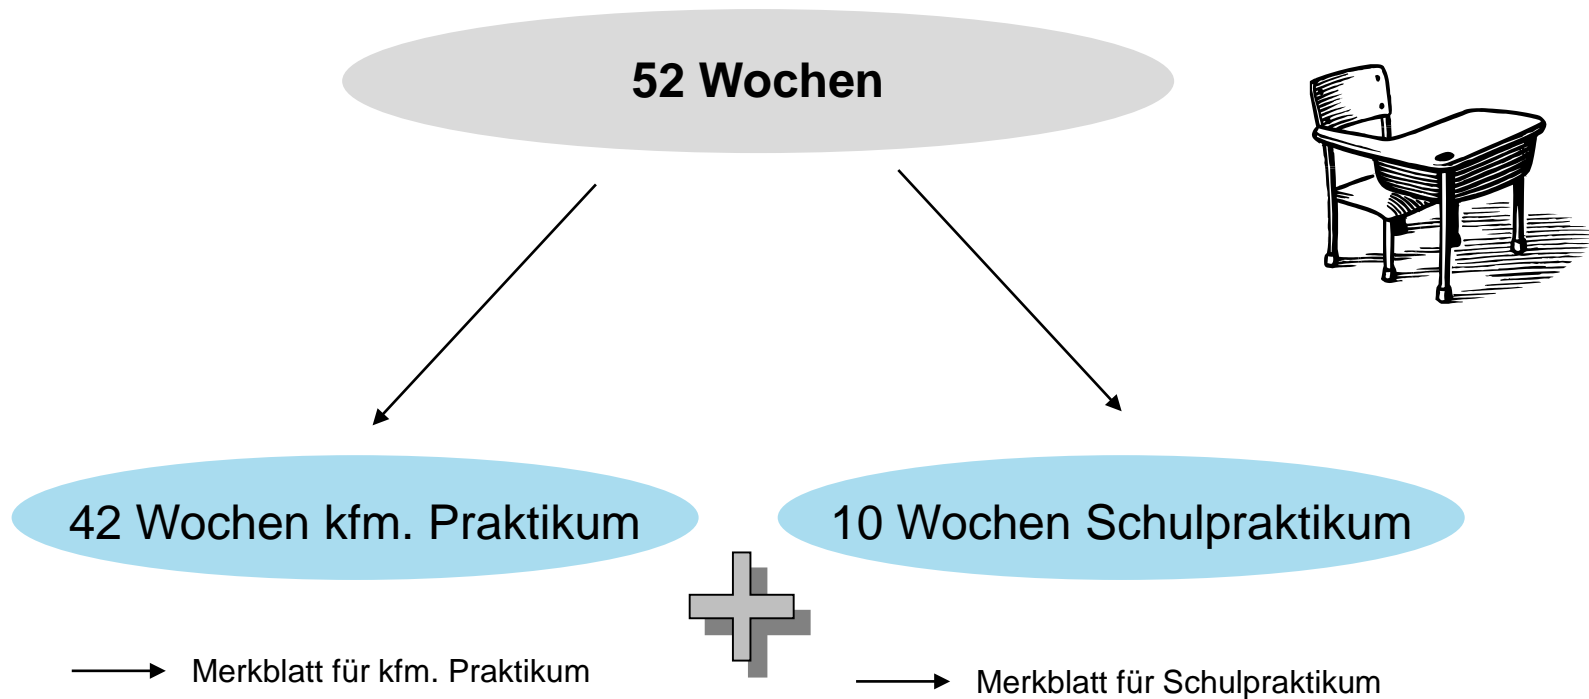 52 Wochen
42 Wochen kfm. Praktikum
10 Wochen Schulpraktikum
Merkblatt für kfm. Praktikum
Merkblatt für Schulpraktikum